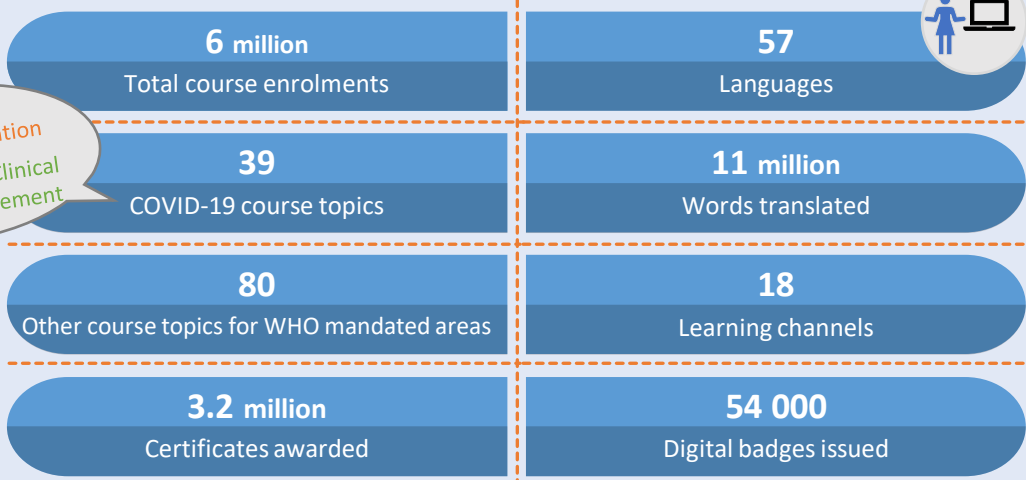 6 million
Total course enrolments
57
Languages
Clinical
39
COVID-19 course topics
11 million
Words translated
80
Other course topics for WHO mandated areas
18
Learning channels
3.2 million
Certificates awarded
54 000
Digital badges issued